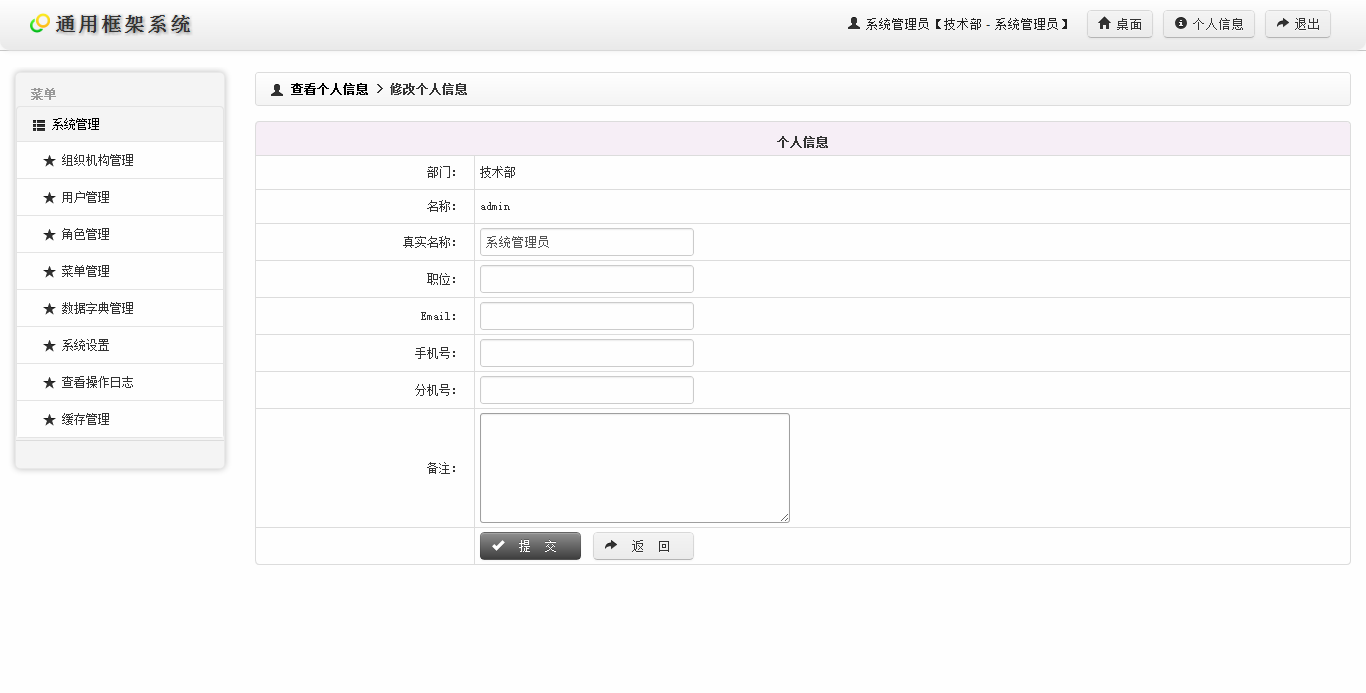 通用框架系统
系统管理员【技术部 - 系统管理员】 桌面 个人信息 退出
菜单
系统管理
组织机构管理
用户管理
角色管理
菜单管理
数据字典管理
系统设置
查看操作日志
缓存管理
查看个人信息 > 修改个人信息
个人信息
部门： 技术部
名称： admin
真实名称： 系统管理员
职位：
Email：
手机号：
分机号：
备注：
提 交 返 回